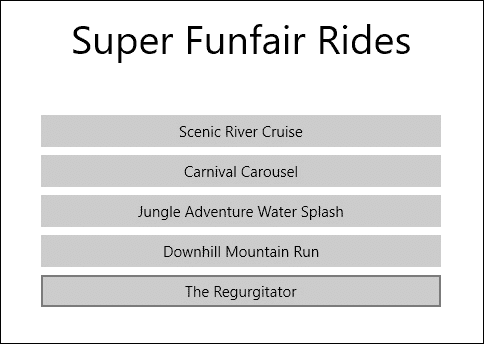 Super Funfair Rides
Scenic River Cruise
Carnival Carousel
Jungle Adventure Water Splash
Downhill Mountain Run
The Regurgitator